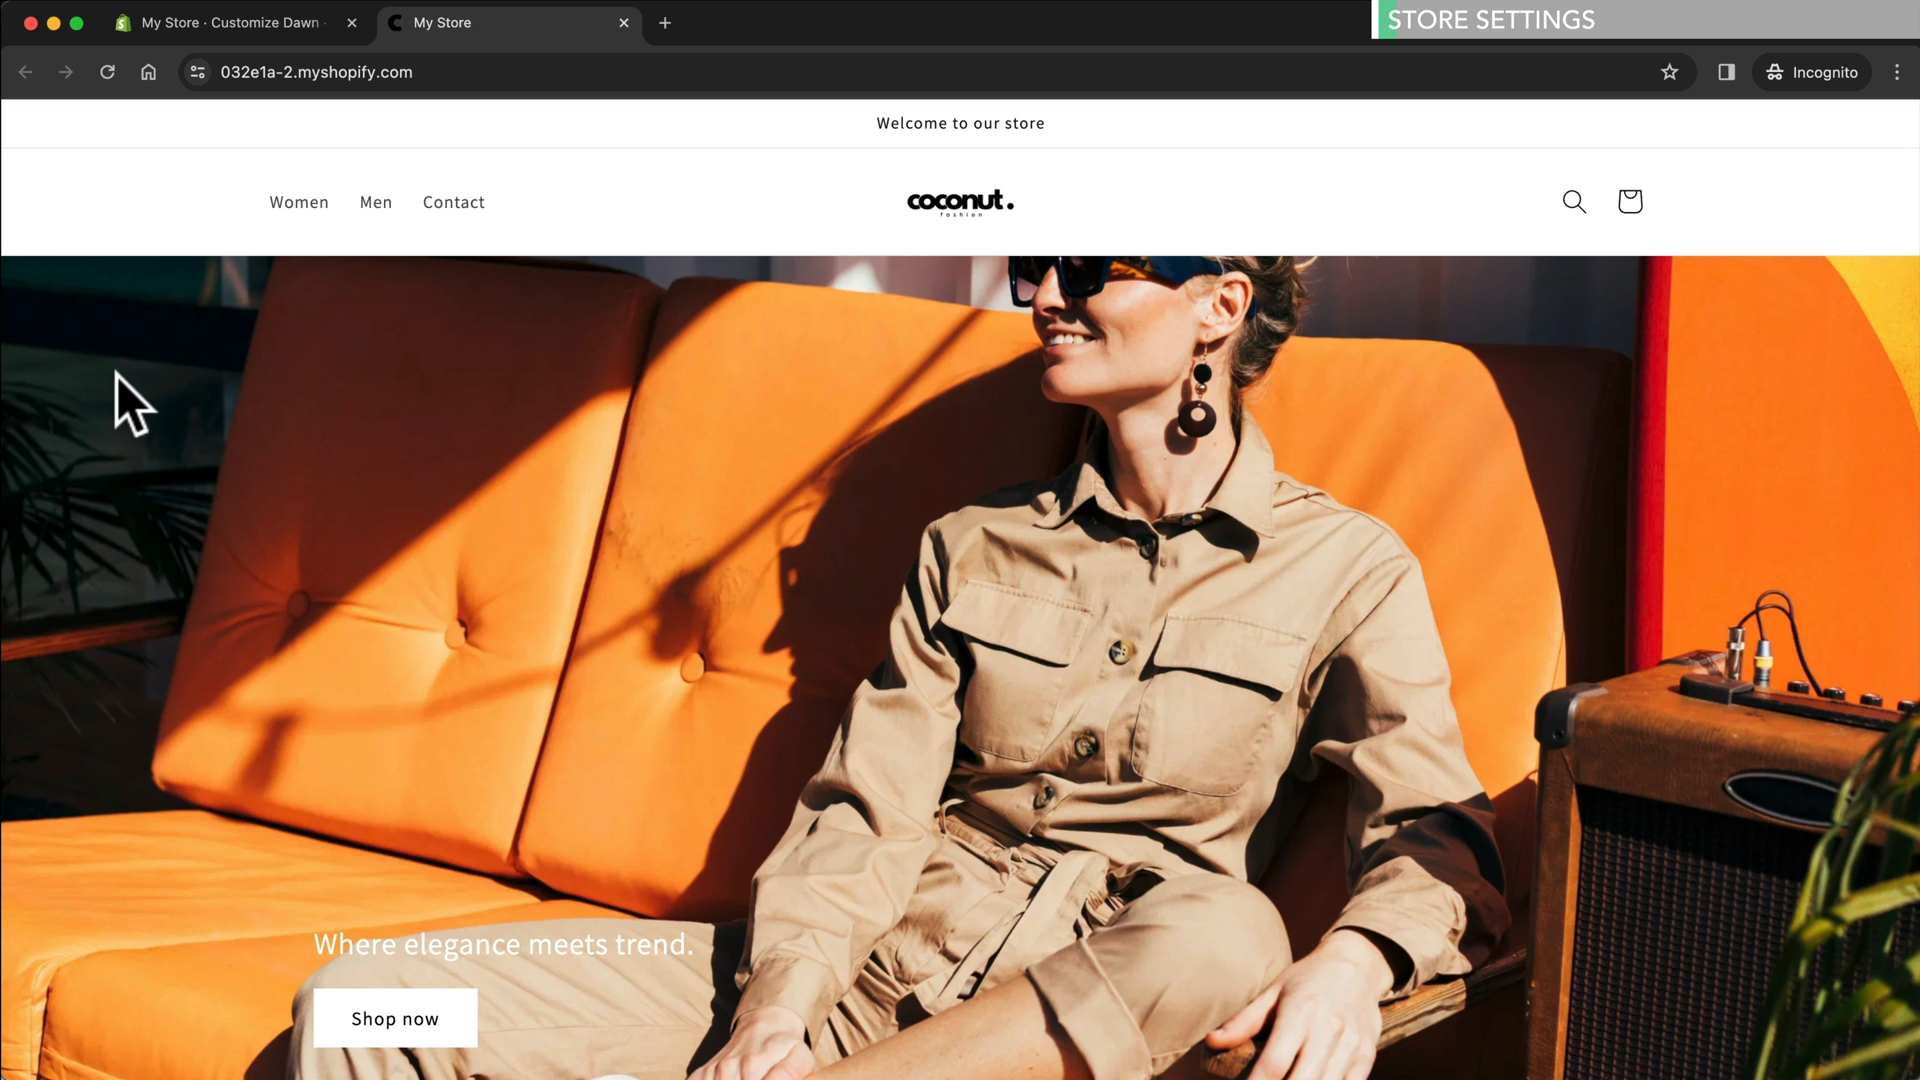 My Store · Customize Dawn ·
My Store
STORE SETTINGS
032e1a-2.myshopify.com
Incognito
Welcome to our store
Women
Men
Contact
coconut.
fashion
Where elegance meets trend.
Shop now